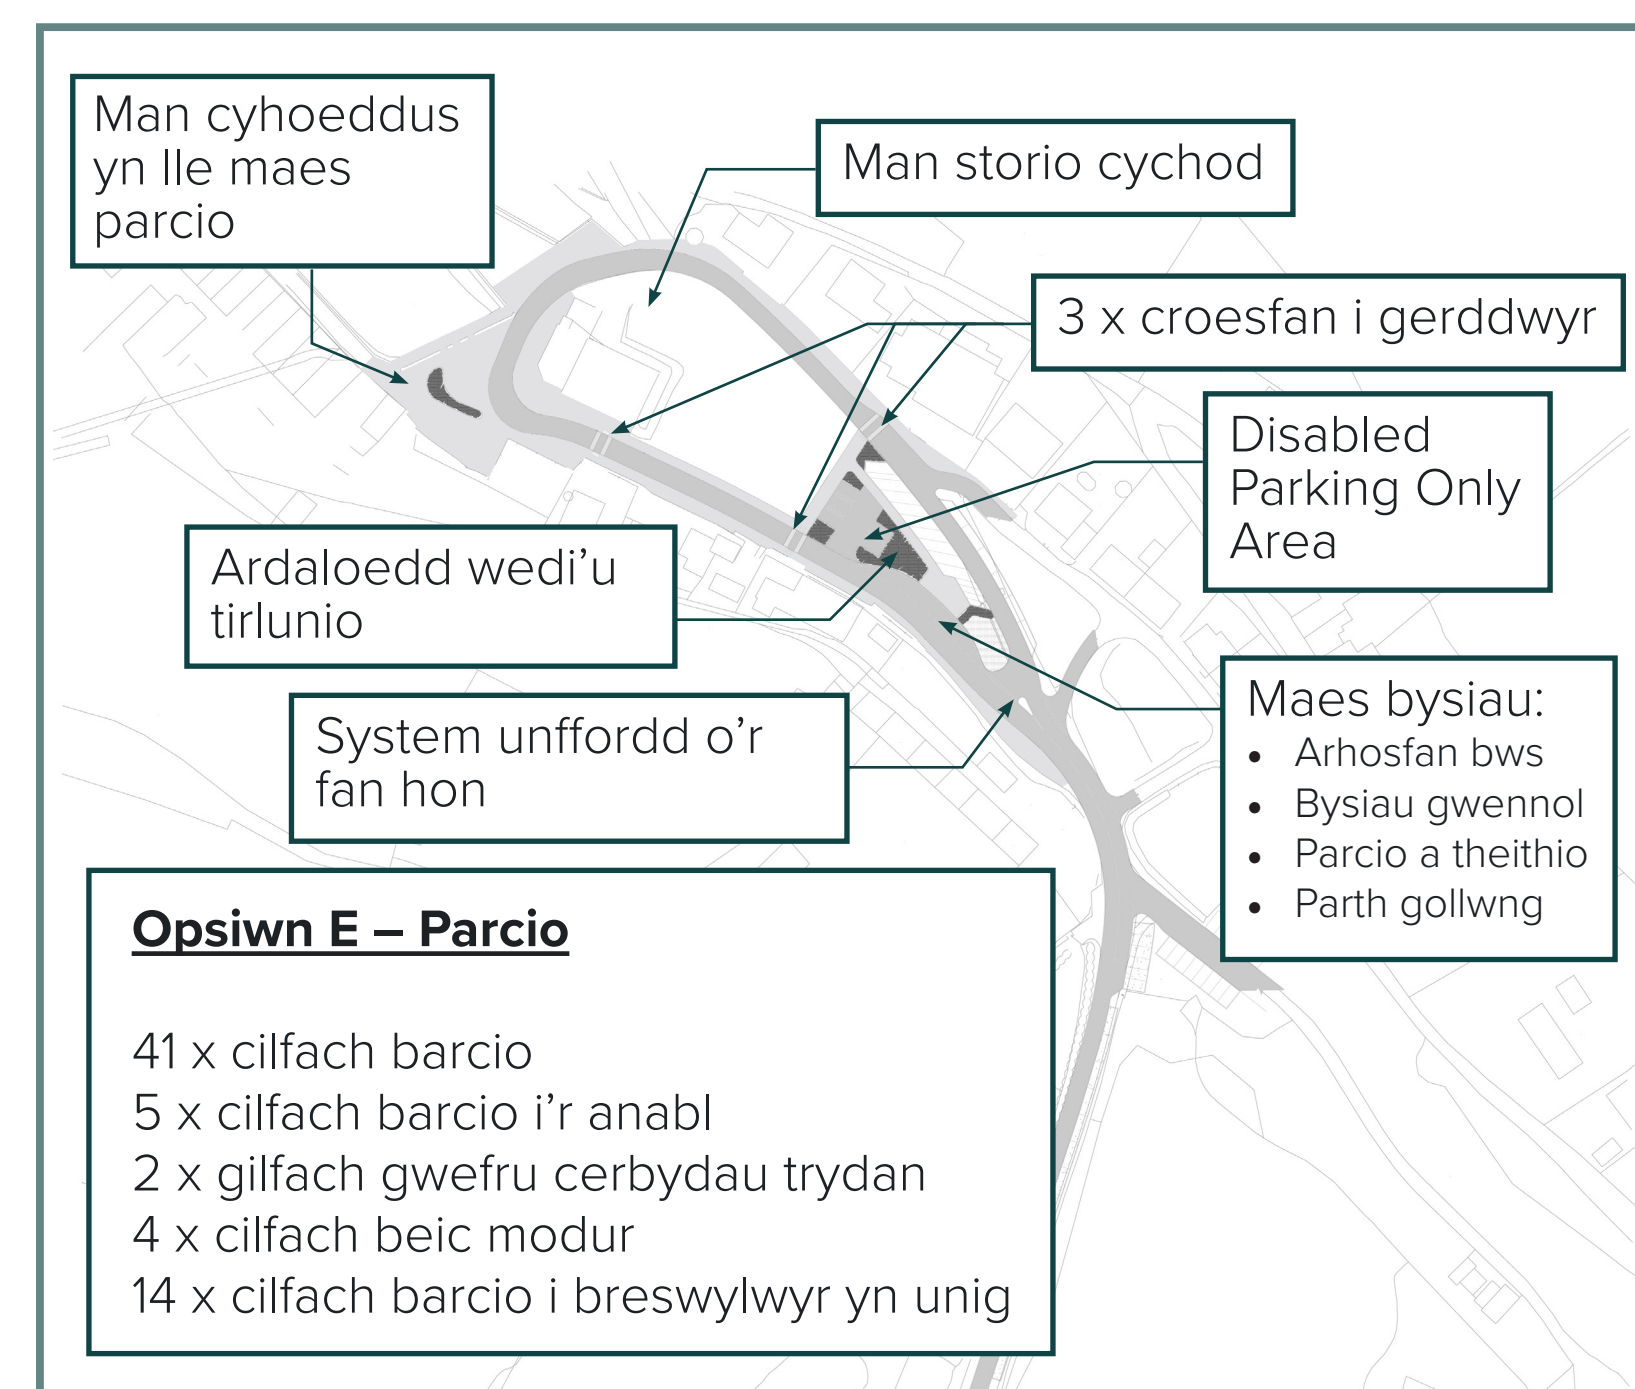 Man cyhoeddus
yn lle maes
parcio
Man storio cychod
3 x croesfan i gerddwyr
Disabled
Parking Only
Area
Ardaloedd wedi’u
tirlunio
System unffordd o’r
fan hon
Maes bysiau:
• Arhosfan bws
• Bysiau gwennol
• Parcio a theithio
• Parth gollwng
Opsiwn E – Parcio
41 x cilfach barcio
5 x cilfach barcio i’r anabl
2 x gilfach gwefru cerbydau trydan
4 x cilfach beic modur
14 x cilfach barcio i breswylwyr yn unig